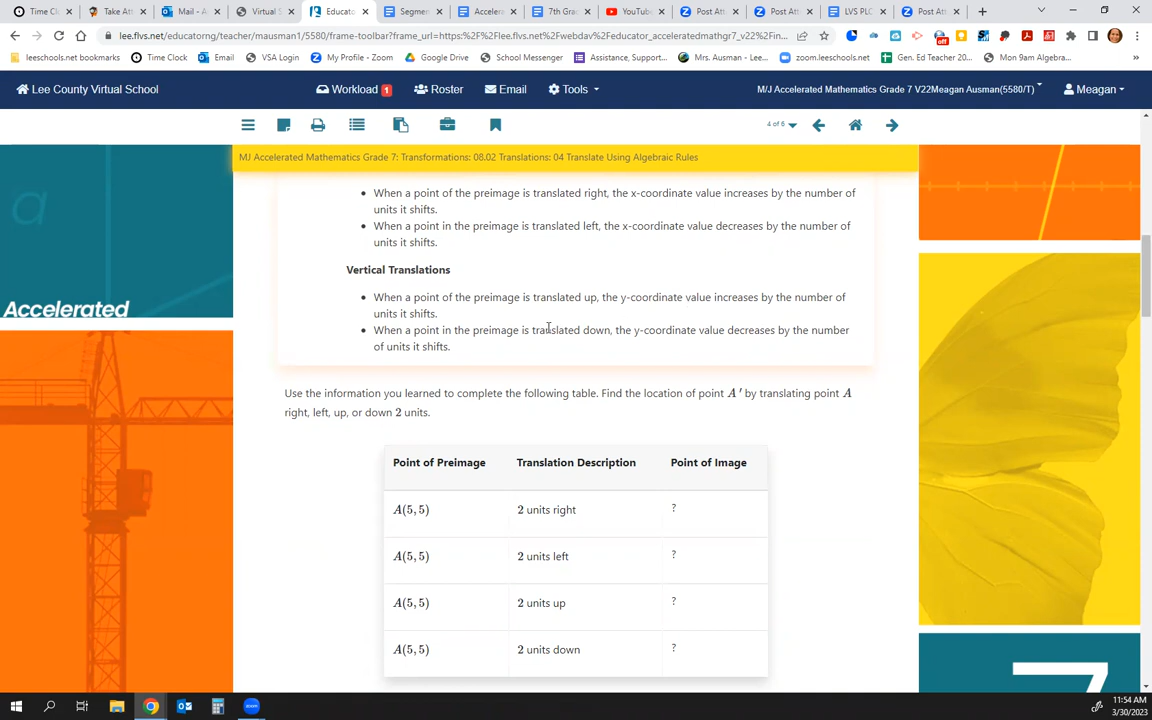 Time Cl
Take Att
Mail - A
Virtual S
Educato
Segmen
Accelera
7th Grad
YouTube
Post Att
Post Att
LVS PLC
Post Att
lee.flvs.net/educatorng/teacher/mausman1/5580/frame-toolbar?frame_url=https%3A%2F%2Flee.flvs.net%2Fwebdav%2Feducator_acceleratedmathgr7_v22%2Fin...
leeschools.net bookmarks
Time Clock
Email
VSA Login
My Profile - Zoom
Google Drive
School Messenger
Assistance, Support...
Mrs. Ausman - Lee...
zoom.leeschools.net
Gen. Ed Teacher 20...
Mon 9am Algebra...
Lee County Virtual School
Workload 1
Roster
Email
Tools
M/J Accelerated Mathematics Grade 7 V22Meagan Ausman(5580/T)
Meagan
4 of 6
MJ Accelerated Mathematics Grade 7: Transformations: 08.02 Translations: 04 Translate Using Algebraic Rules
• When a point of the preimage is translated right, the x-coordinate value increases by the number of
units it shifts.
• When a point in the preimage is translated left, the x-coordinate value decreases by the number of
units it shifts.
Vertical Translations
• When a point of the preimage is translated up, the y-coordinate value increases by the number of
units it shifts.
• When a point in the preimage is translated down, the y-coordinate value decreases by the number
of units it shifts.
Use the information you learned to complete the following table. Find the location of point A ′ by translating point A
right, left, up, or down 2 units.
Point of Preimage Translation Description Point of Image
A(5, 5) 2 units right ?
A(5, 5) 2 units left ?
A(5, 5) 2 units up ?
A(5, 5) 2 units down ?
a
Accelerated
7
11:54 AM
3/30/2023